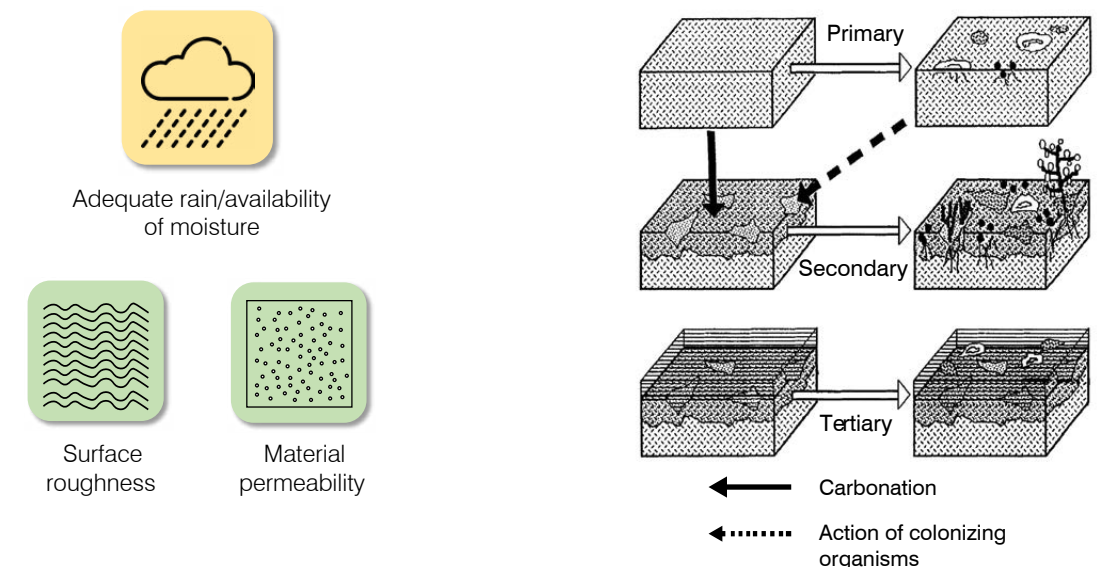 Adequate rain/availability
of moisture
Surface
roughness
Material
permeability
Primary
Secondary
Tertiary
Carbonation
Action of colonizing
organisms